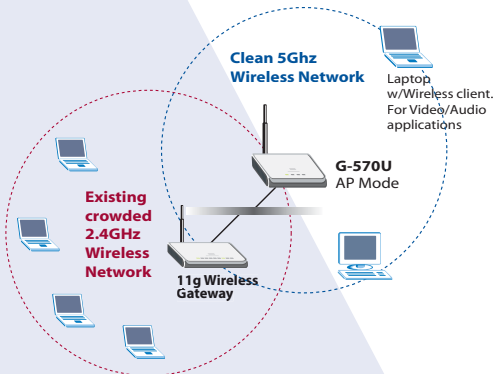 Clean 5Ghz
Wireless Network
Laptop
w/Wireless client.
For Video/Audio
applications
G-570U
AP Mode
Existing
crowded
2.4GHz
Wireless
Network
11g Wireless
Gateway